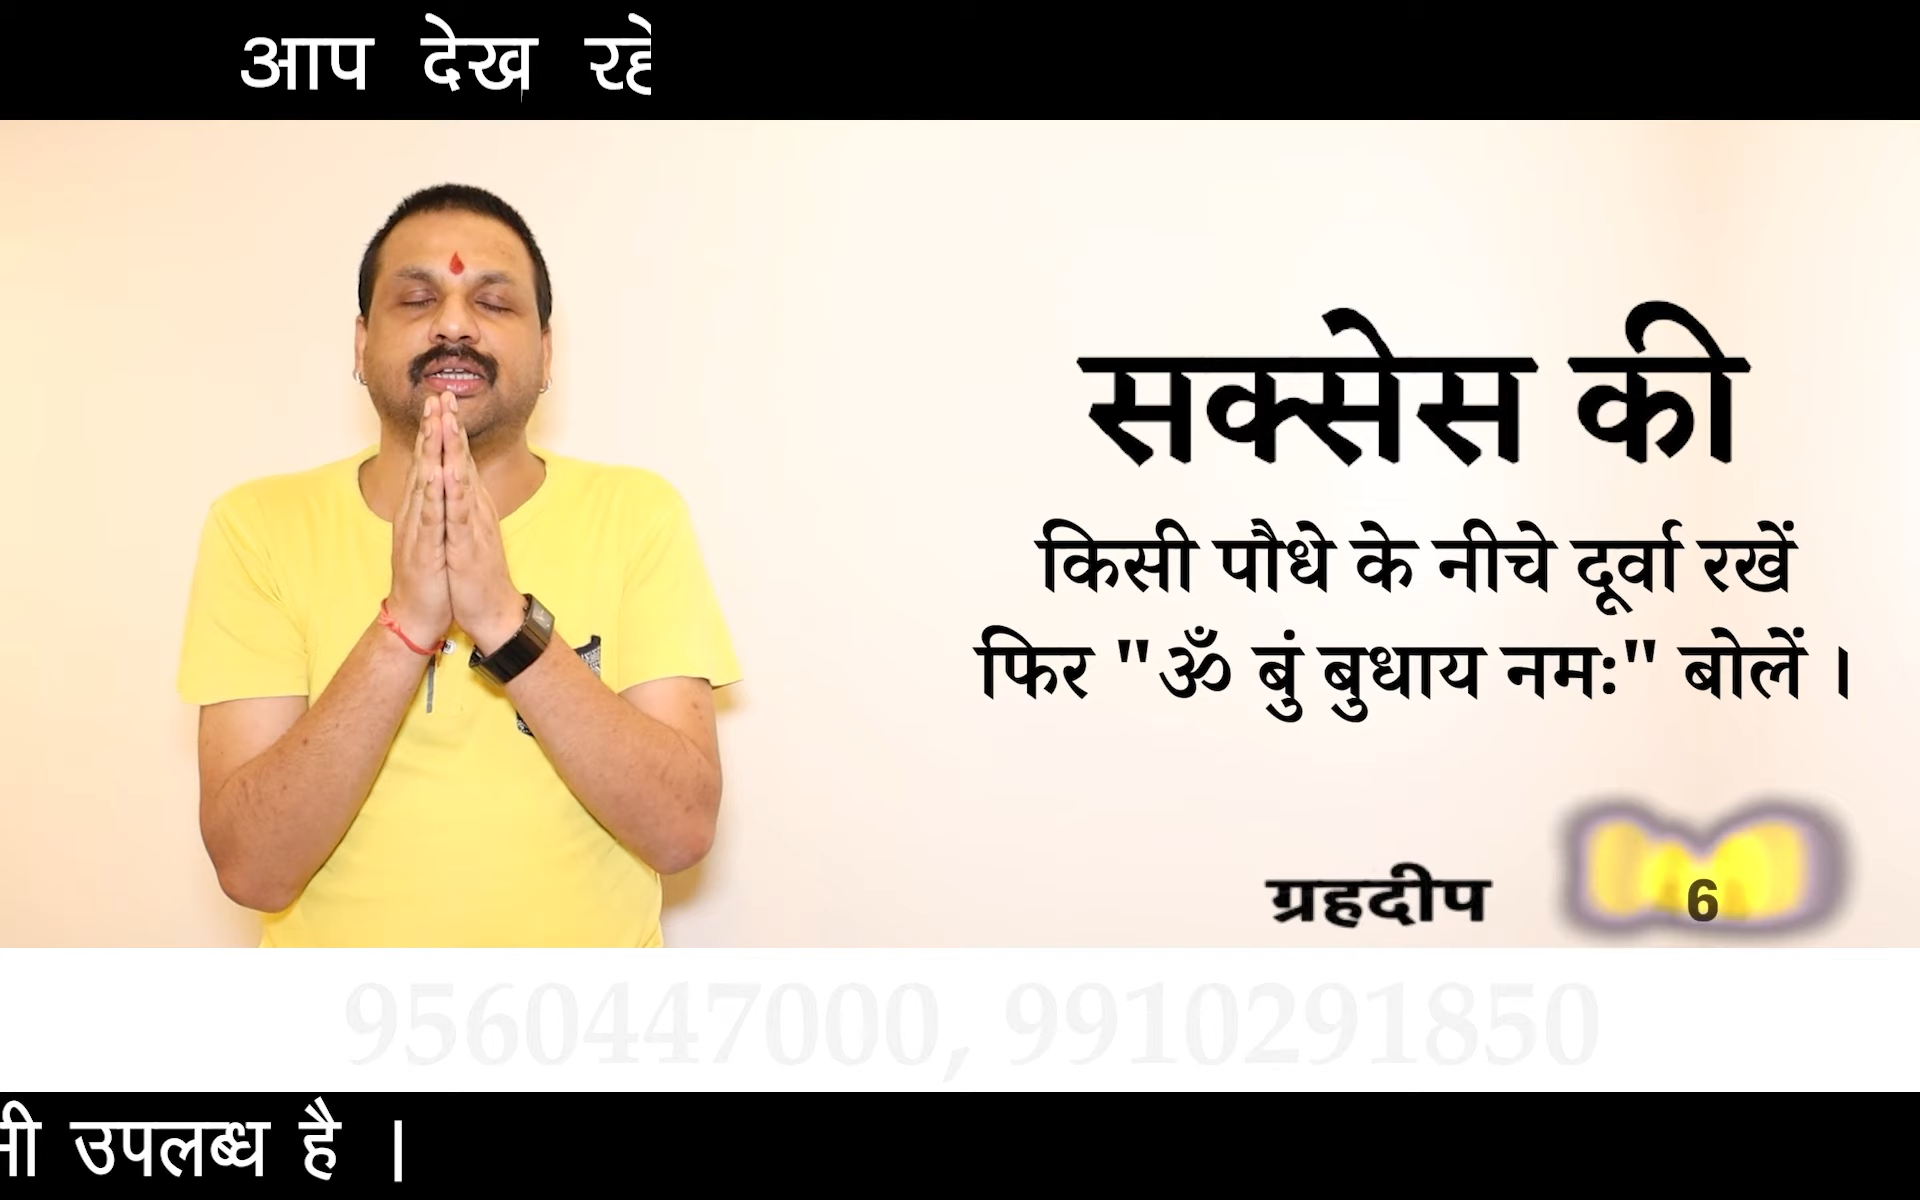 आप देख रहे
सक्सेस की
किसी पौधे के नीचे दूर्वा रखें
फिर "ॐ बुं बुधाय नमः" बोलें ।
ग्रहदीप
6
9560447000, 9910291850
उपलब्ध है |